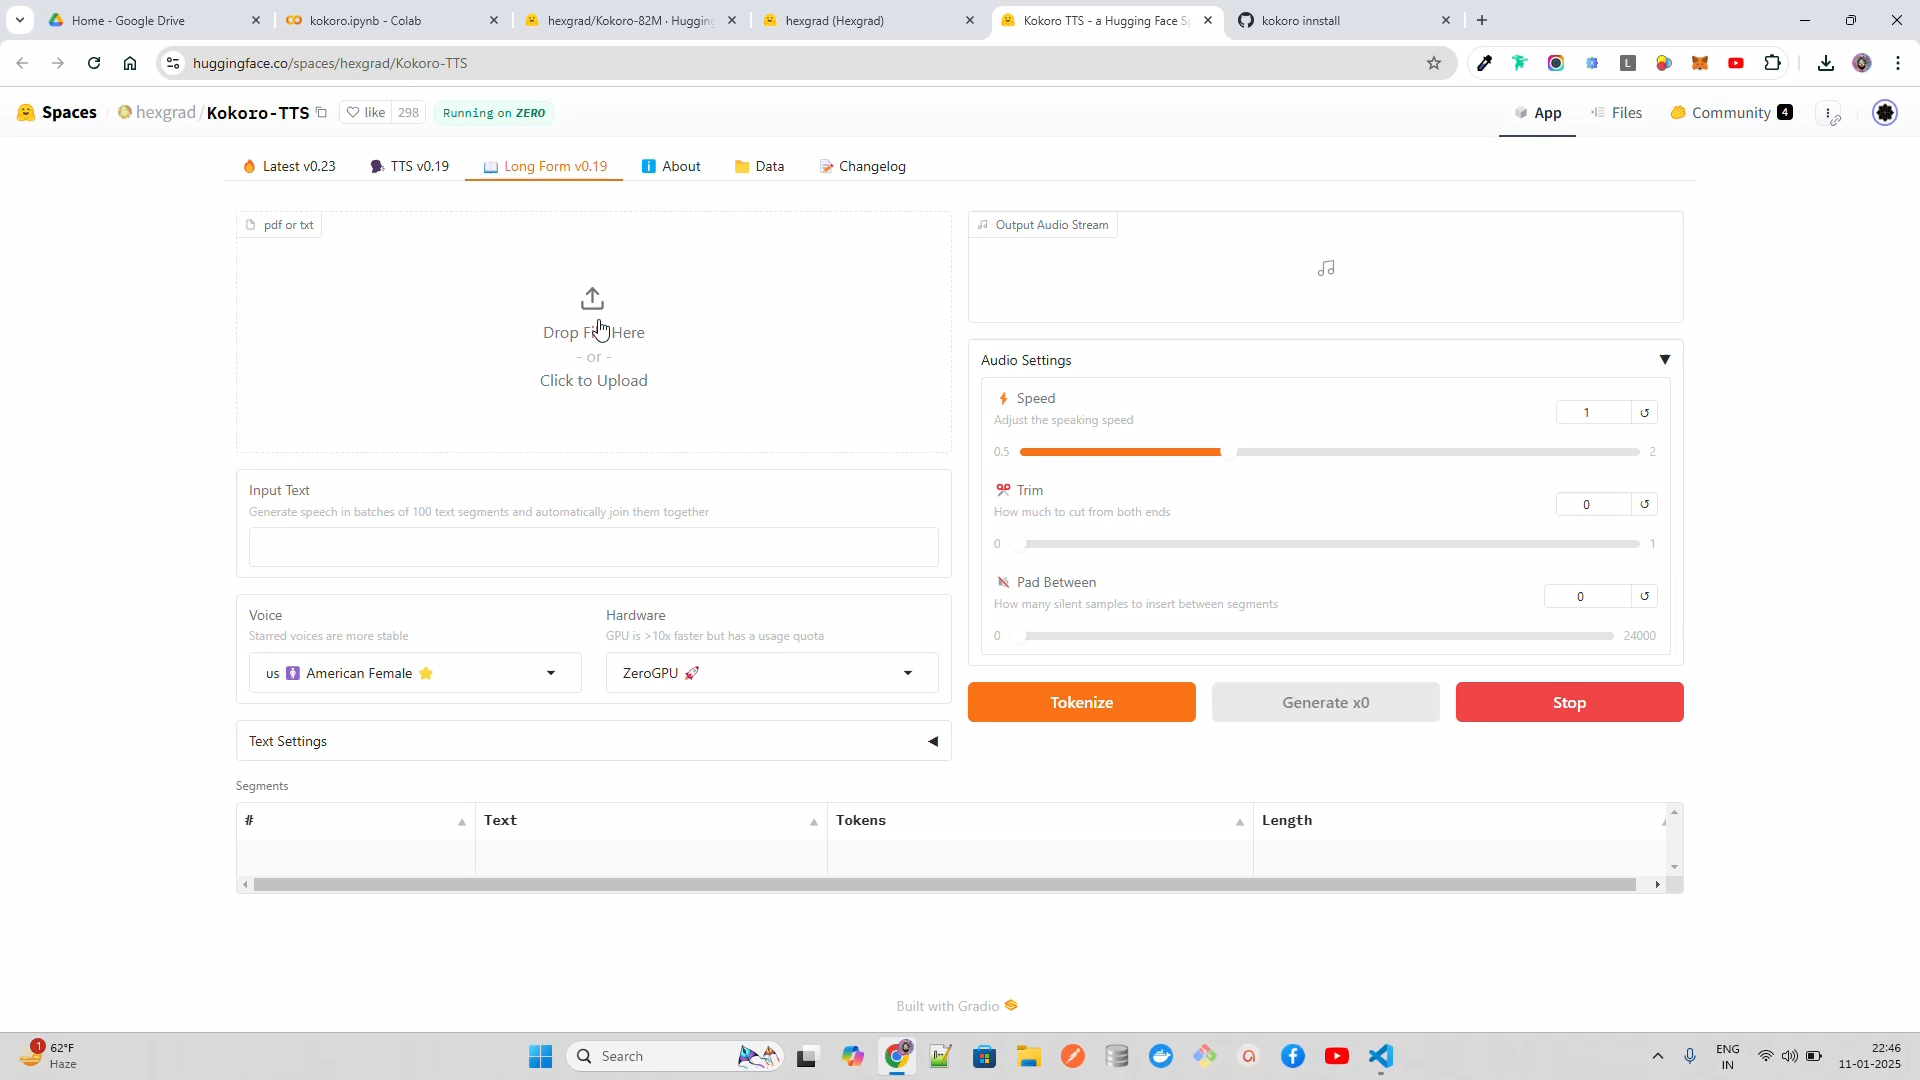 Home - Google Drive
kokoro.ipynb - Colab
hexgrad/Kokoro-82M · Hugging
hexgrad (Hexgrad)
Kokoro TTS - a Hugging Face S
kokoro innstall
huggingface.co/spaces/hexgrad/Kokoro-TTS
Spaces
hexgrad/Kokoro-TTS
like 298
Running on ZERO
App
Files
Community 4
Latest v0.23
TTS v0.19
Long Form v0.19
About
Data
Changelog
pdf or txt
Drop File Here
- or -
Click to Upload
Output Audio Stream
Audio Settings
Speed
Adjust the speaking speed
1
0.5
2
Trim
How much to cut from both ends
0
0
1
Pad Between
How many silent samples to insert between segments
0
0
24000
Input Text
Generate speech in batches of 100 text segments and automatically join them together
Voice
Starred voices are more stable
us 🚺 American Female ⭐
Hardware
GPU is >10x faster but has a usage quota
ZeroGPU 🚀
Tokenize
Generate x0
Stop
Text Settings
Segments
#
Text
Tokens
Length
Built with Gradio
1
62°F
Haze
Search
ENG
IN
22:46
11-01-2025